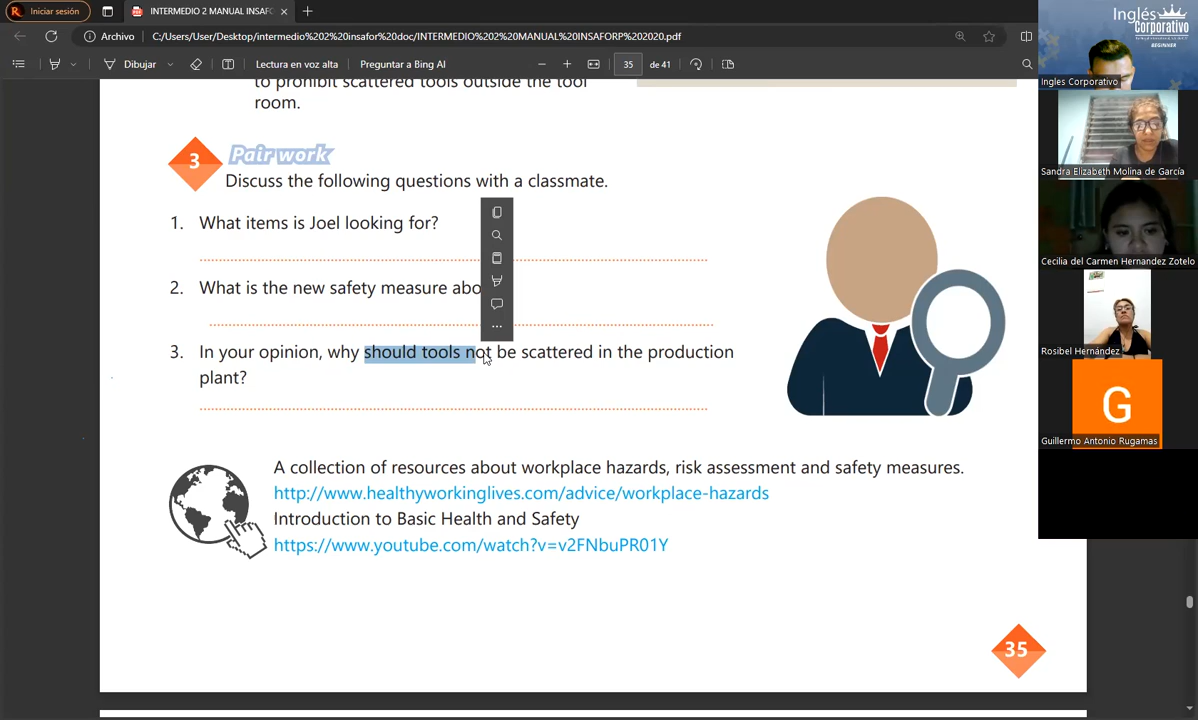 Iniciar sesión
INTERMEDIO 2 MANUAL INSAFO
Archivo
C:/Users/User/Desktop/intermedio%202%20insafor%20doc/INTERMEDIO%202%20MANUAL%20INSAFORP%202020.pdf
Dibujar
Lectura en voz alta
Preguntar a Bing AI
35
de 41
to prohibit scattered tools outside the tool
room.
3
Pair work
Discuss the following questions with a classmate.
1. What items is Joel looking for?
2. What is the new safety measure abo
3. In your opinion, why should tools not be scattered in the production
plant?
A collection of resources about workplace hazards, risk assessment and safety measures.
http://www.healthyworkinglives.com/advice/workplace-hazards
Introduction to Basic Health and Safety
https://www.youtube.com/watch?v=v2FNbuPR01Y
35
Inglés
Corporativo
BEGINNER
Ingles Corporativo
Sandra Elizabeth Molina de García
Cecilia del Carmen Hernandez Zotelo
Rosibel Hernández
G
Guillermo Antonio Rugamas